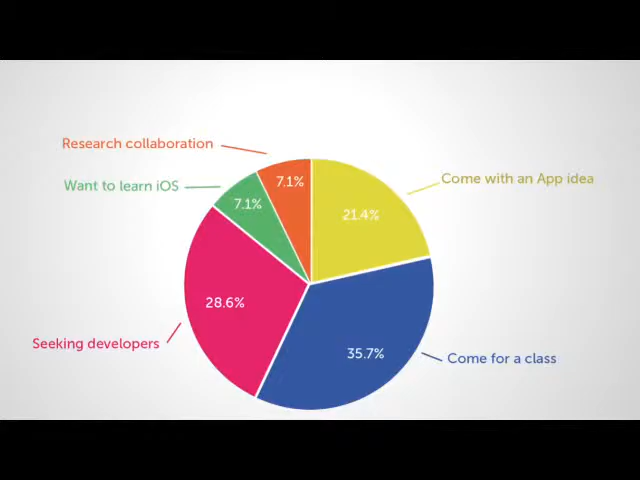 Research collaboration
7.1%
Come with an App idea
Want to learn iOS
7.1%
21.4%
28.6%
Seeking developers
35.7%
Come for a class